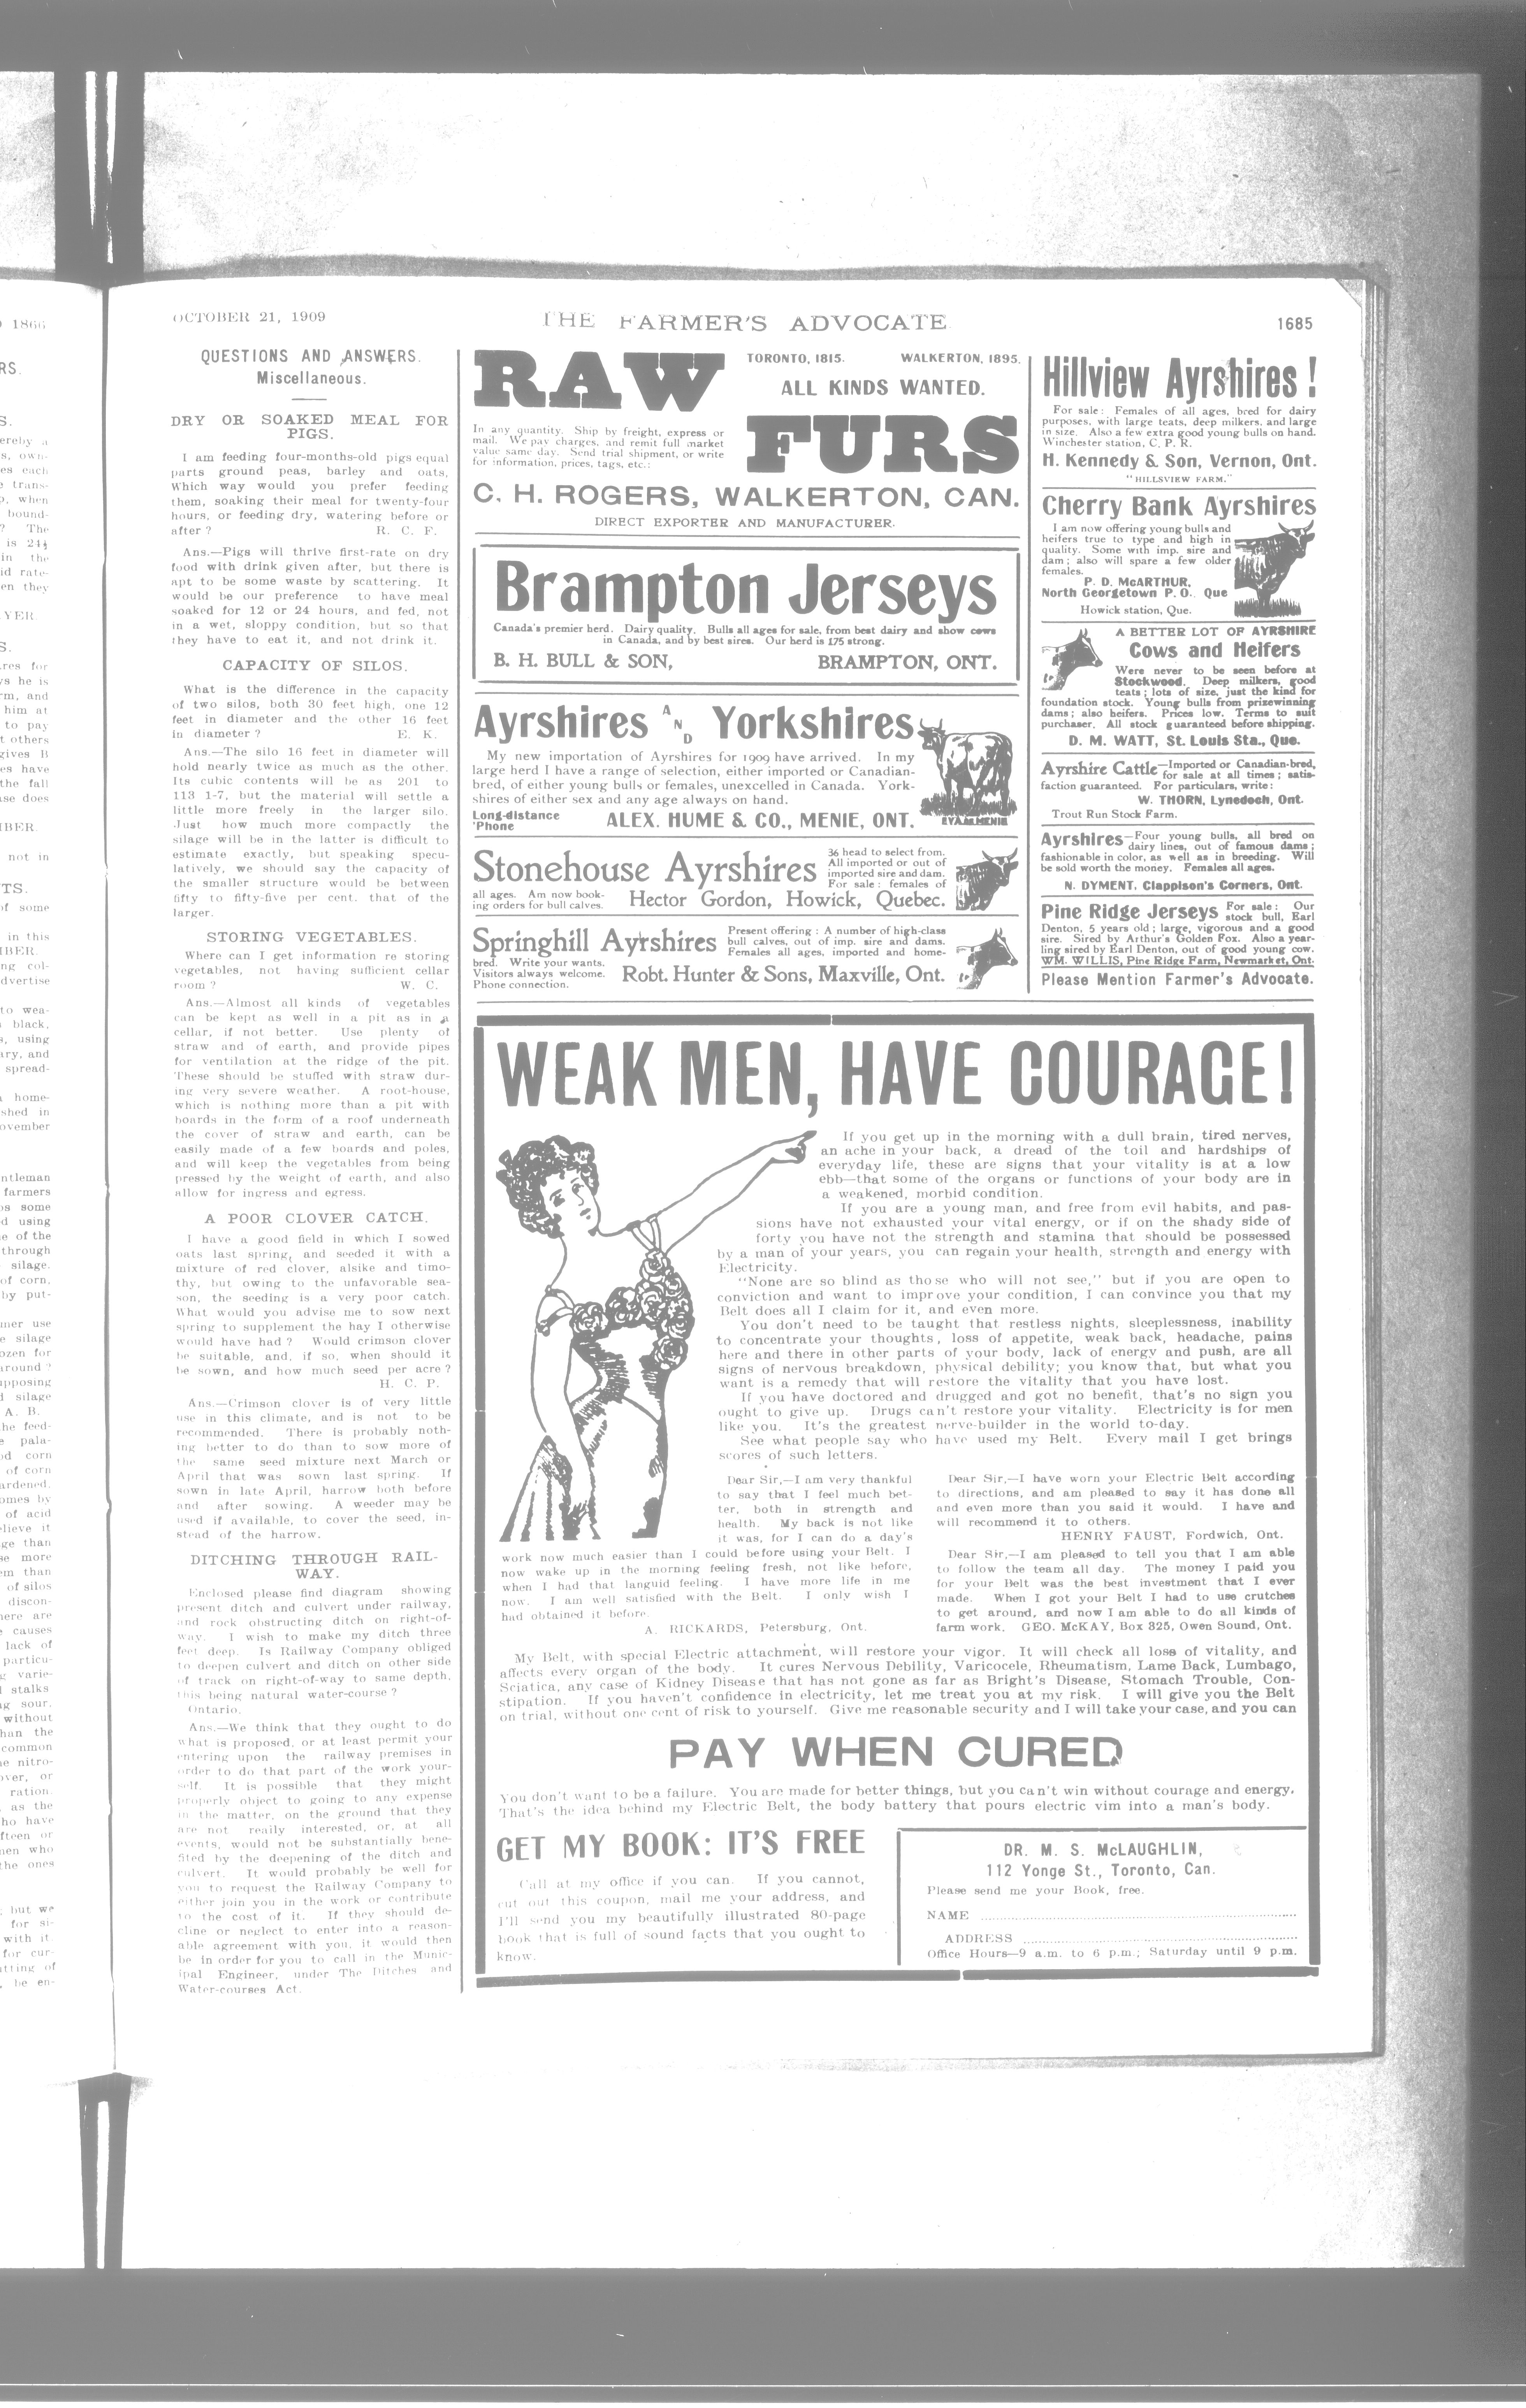 OCTOBER 21, 1909
THE FARMER'S ADVOCATE
1685
QUESTIONS AND ANSWERS.
Miscellaneous.
DRY OR SOAKED MEAL FOR
PIGS.
I am feeding four-months-old pigs equal
parts ground peas, barley and oats.
Which way would you prefer feeding
them, soaking their meal for twenty-four
hours, or feeding dry, watering before or
after ? R. C. F.
Ans.—Pigs will thrive first-rate on dry
food with drink given after, but there is
apt to be some waste by scattering. It
would be our preference to have meal
soaked for 12 or 24 hours, and fed, not
in a wet, sloppy condition, but so that
they have to eat it, and not drink it.
CAPACITY OF SILOS.
What is the difference in the capacity
of two silos, both 30 feet high, one 12
feet in diameter and the other 16 feet
in diameter ? E. K.
Ans.—The silo 16 feet in diameter will
hold nearly twice as much as the other.
Its cubic contents will be as 201 to
113 1-7, but the material will settle a
little more freely in the larger silo.
Just how much more compactly the
silage will be in the latter is difficult to
estimate exactly, but speaking specu-
latively, we should say the capacity of
the smaller structure would be between
fifty to fifty-five per cent. that of the
larger.
STORING VEGETABLES.
Where can I get information re storing
vegetables, not having sufficient cellar
room ? W. C.
Ans.—Almost all kinds of vegetables
can be kept as well in a pit as in a
cellar, if not better. Use plenty of
straw and of earth, and provide pipes
for ventilation at the ridge of the pit.
These should be stuffed with straw dur-
ing very severe weather. A root-house,
which is nothing more than a pit with
boards in the form of a roof underneath
the cover of straw and earth, can be
easily made of a few boards and poles,
and will keep the vegetables from being
pressed by the weight of earth, and also
allow for ingress and egress.
A POOR CLOVER CATCH.
I have a good field in which I sowed
oats last spring, and seeded it with a
mixture of red clover, alsike and timo-
thy, but owing to the unfavorable sea-
son, the seeding is a very poor catch.
What would you advise me to sow next
spring to supplement the hay I otherwise
would have had ? Would crimson clover
be suitable, and, if so, when should it
be sown, and how much seed per acre ?
H. C. P.
Ans.—Crimson clover is of very little
use in this climate, and is not to be
recommended. There is probably noth-
ing better to do than to sow more of
the same seed mixture next March or
April that was sown last spring. If
sown in late April, harrow both before
and after sowing. A weeder may be
used if available, to cover the seed, in-
stead of the harrow.
DITCHING THROUGH RAIL-
WAY.
Enclosed please find diagram showing
present ditch and culvert under railway,
and rock obstructing ditch on right-of-
way. I wish to make my ditch three
feet deep. Is Railway Company obliged
to deepen culvert and ditch on other side
of track on right-of-way to same depth,
this being natural water-course ?
Ontario.
Ans.—We think that they ought to do
what is proposed, or at least permit your
entering upon the railway premises in
order to do that part of the work your-
self. It is possible that they might
properly object to going to any expense
in the matter, on the ground that they
are not really interested, or, at all
events, would not be substantially bene-
fited by the deepening of the ditch and
culvert. It would probably be well for
you to request the Railway Company to
either join you in the work or contribute
to the cost of it. If they should de-
cline or neglect to enter into a reason-
able agreement with you, it would then
be in order for you to call in the Munic-
ipal Engineer, under The Ditches and
Water-courses Act.
RAW
FURS
TORONTO, 1815. WALKERTON, 1895.
ALL KINDS WANTED.
In any quantity. Ship by freight, express or
mail. We pay charges, and remit full market
value same day. Send trial shipment, or write
for information, prices, tags, etc.:
C. H. ROGERS, WALKERTON, CAN.
DIRECT EXPORTER AND MANUFACTURER.
Brampton Jerseys
Canada's premier herd. Dairy quality. Bulls all ages for sale, from best dairy and show cows
in Canada, and by best sires. Our herd is 175 strong.
B. H. BULL & SON, BRAMPTON, ONT.
Ayrshires AND Yorkshires
My new importation of Ayrshires for 1909 have arrived. In my
large herd I have a range of selection, either imported or Canadian-
bred, of either young bulls or females, unexcelled in Canada. York-
shires of either sex and any age always on hand.
Long-distance
'Phone
ALEX. HUME & CO., MENIE, ONT.
Stonehouse Ayrshires
36 head to select from.
All imported or out of
imported sire and dam.
For sale : females of
all ages. Am now book-
ing orders for bull calves.
Hector Gordon, Howick, Quebec.
Springhill Ayrshires
Present offering : A number of high-class
bull calves, out of imp. sire and dams.
Females all ages, imported and home-
bred. Write your wants.
Visitors always welcome.
Phone connection.
Robt. Hunter & Sons, Maxville, Ont.
Hillview Ayrshires !
For sale : Females of all ages, bred for dairy
purposes, with large teats, deep milkers, and large
in size. Also a few extra good young bulls on hand.
Winchester station, C. P. R.
H. Kennedy & Son, Vernon, Ont.
"HILLSVIEW FARM."
Cherry Bank Ayrshires
I am now offering young bulls and
heifers true to type and high in
quality. Some with imp. sire and
dam ; also will spare a few older
females.
P. D. McARTHUR,
North Georgetown P. O. Que
Howick station, Que.
A BETTER LOT OF AYRSHIRE
Cows and Heifers
Were never to be seen before at
Stockwood. Deep milkers, good
teats ; lots of size, just the kind for
foundation stock. Young bulls from prizewinning
dams ; also heifers. Prices low. Terms to suit
purchaser. All stock guaranteed before shipping.
D. M. WATT, St. Louis Sta., Que.
Ayrshire Cattle—Imported or Canadian-bred,
for sale at all times ; satis-
faction guaranteed. For particulars, write:
W. THORN, Lynedoch, Ont.
Trout Run Stock Farm.
Ayrshires—Four young bulls, all bred on
dairy lines, out of famous dams ;
fashionable in color, as well as in breeding. Will
be sold worth the money. Females all ages.
N. DYMENT, Clappison's Corners, Ont.
Pine Ridge Jerseys For sale : Our
stock bull, Earl
Denton, 5 years old ; large, vigorous and a good
sire. Sired by Arthur's Golden Fox. Also a year-
ling sired by Earl Denton, out of good young cow.
WM. WILLIS, Pine Ridge Farm, Newmarket, Ont.
Please Mention Farmer's Advocate.
WEAK MEN, HAVE COURAGE!
If you get up in the morning with a dull brain, tired nerves,
an ache in your back, a dread of the toil and hardships of
everyday life, these are signs that your vitality is at a low
ebb—that some of the organs or functions of your body are in
a weakened, morbid condition.
If you are a young man, and free from evil habits, and pas-
sions have not exhausted your vital energy, or if on the shady side of
forty you have not the strength and stamina that should be possessed
by a man of your years, you can regain your health, strength and energy with
Electricity.
"None are so blind as those who will not see," but if you are open to
conviction and want to improve your condition, I can convince you that my
Belt does all I claim for it, and even more.
You don't need to be taught that restless nights, sleeplessness, inability
to concentrate your thoughts, loss of appetite, weak back, headache, pains
here and there in other parts of your body, lack of energy and push, are all
signs of nervous breakdown, physical debility; you know that, but what you
want is a remedy that will restore the vitality that you have lost.
If you have doctored and drugged and got no benefit, that's no sign you
ought to give up. Drugs can't restore your vitality. Electricity is for men
like you. It's the greatest nerve-builder in the world to-day.
See what people say who have used my Belt. Every mail I get brings
scores of such letters.
Dear Sir,—I am very thankful
to say that I feel much bet-
ter, both in strength and
health. My back is not like
it was, for I can do a day's
work now much easier than I could before using your Belt. I
now wake up in the morning feeling fresh, not like before,
when I had that languid feeling. I have more life in me
now. I am well satisfied with the Belt. I only wish I
had obtained it before.
A. RICKARDS, Petersburg, Ont.
Dear Sir,—I have worn your Electric Belt according
to directions, and am pleased to say it has done all
and even more than you said it would. I have and
will recommend it to others.
HENRY FAUST, Fordwich, Ont.
Dear Sir,—I am pleased to tell you that I am able
to follow the team all day. The money I paid you
for your Belt was the best investment that I ever
made. When I got your Belt I had to use crutches
to get around, and now I am able to do all kinds of
farm work. GEO. McKAY, Box 325, Owen Sound, Ont.
My Belt, with special Electric attachment, will restore your vigor. It will check all loss of vitality, and
affects every organ of the body. It cures Nervous Debility, Varicocele, Rheumatism, Lame Back, Lumbago,
Sciatica, any case of Kidney Disease that has not gone as far as Bright's Disease, Stomach Trouble, Con-
stipation. If you haven't confidence in electricity, let me treat you at my risk. I will give you the Belt
on trial, without one cent of risk to yourself. Give me reasonable security and I will take your case, and you can
PAY WHEN CURED
You don't want to be a failure. You are made for better things, but you can't win without courage and energy.
That's the idea behind my Electric Belt, the body battery that pours electric vim into a man's body.
GET MY BOOK: IT'S FREE
Call at my office if you can. If you cannot,
cut out this coupon, mail me your address, and
I'll send you my beautifully illustrated 80-page
book that is full of sound facts that you ought to
know.
DR. M. S. McLAUGHLIN,
112 Yonge St., Toronto, Can.
Please send me your Book, free.
NAME
ADDRESS
Office Hours—9 a.m. to 6 p.m.; Saturday until 9 p.m.